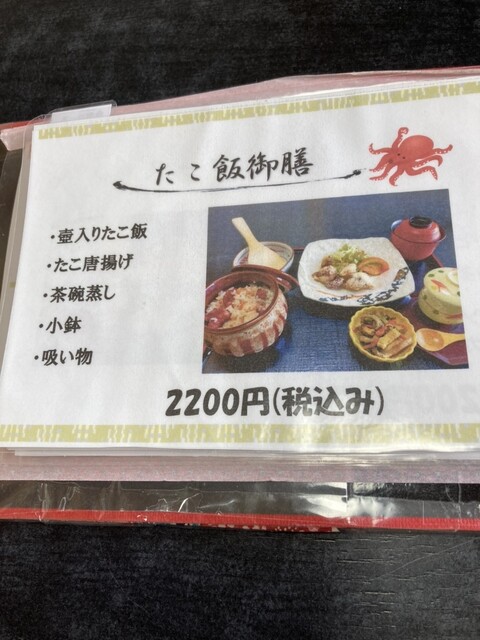 たこ飯御膳
・壺入りたこ飯
・たこ唐揚げ
・茶碗蒸し
・小鉢
・吸い物
2200円(税込み)